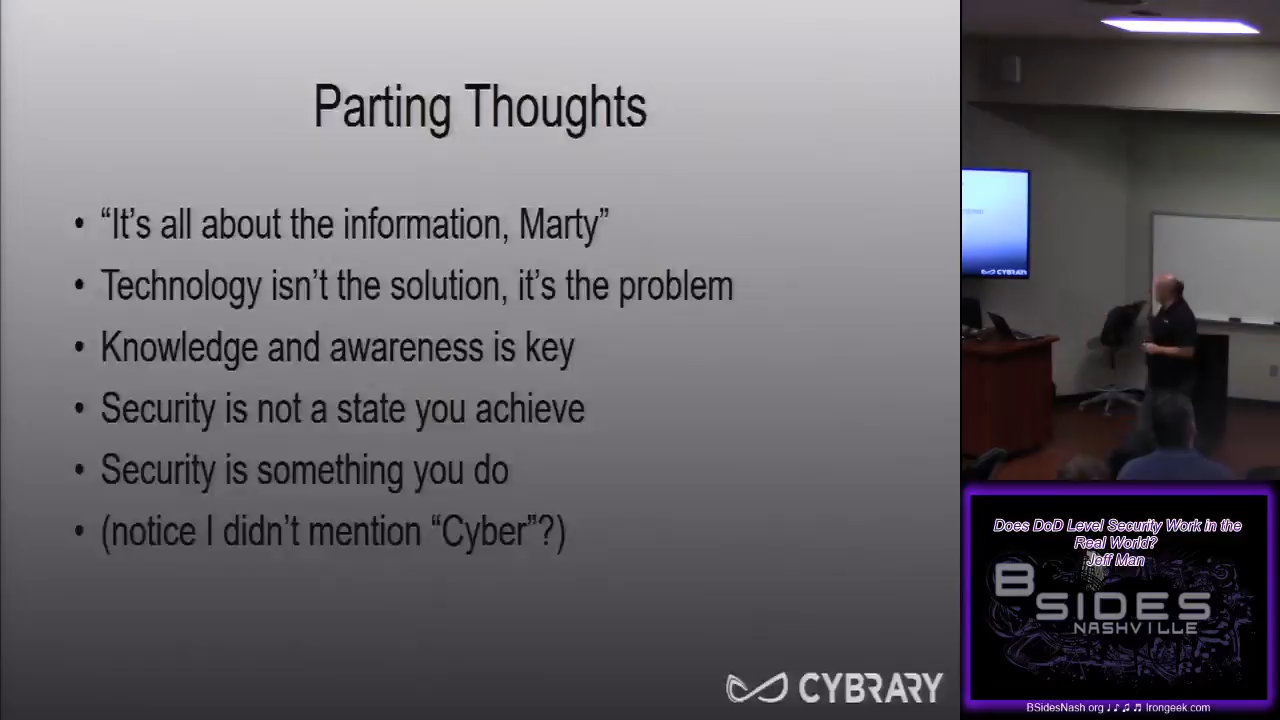 Parting Thoughts
• “It’s all about the information, Marty”
• Technology isn’t the solution, it’s the problem
• Knowledge and awareness is key
• Security is not a state you achieve
• Security is something you do
• (notice I didn’t mention “Cyber”?)
CYBRARY
CYBRARY
Does DoD Level Security Work in the
Real World?
Jeff Man
BSIDES
NASHVILLE
BSidesNash.org ♩♪♫♬ Irongeek.com